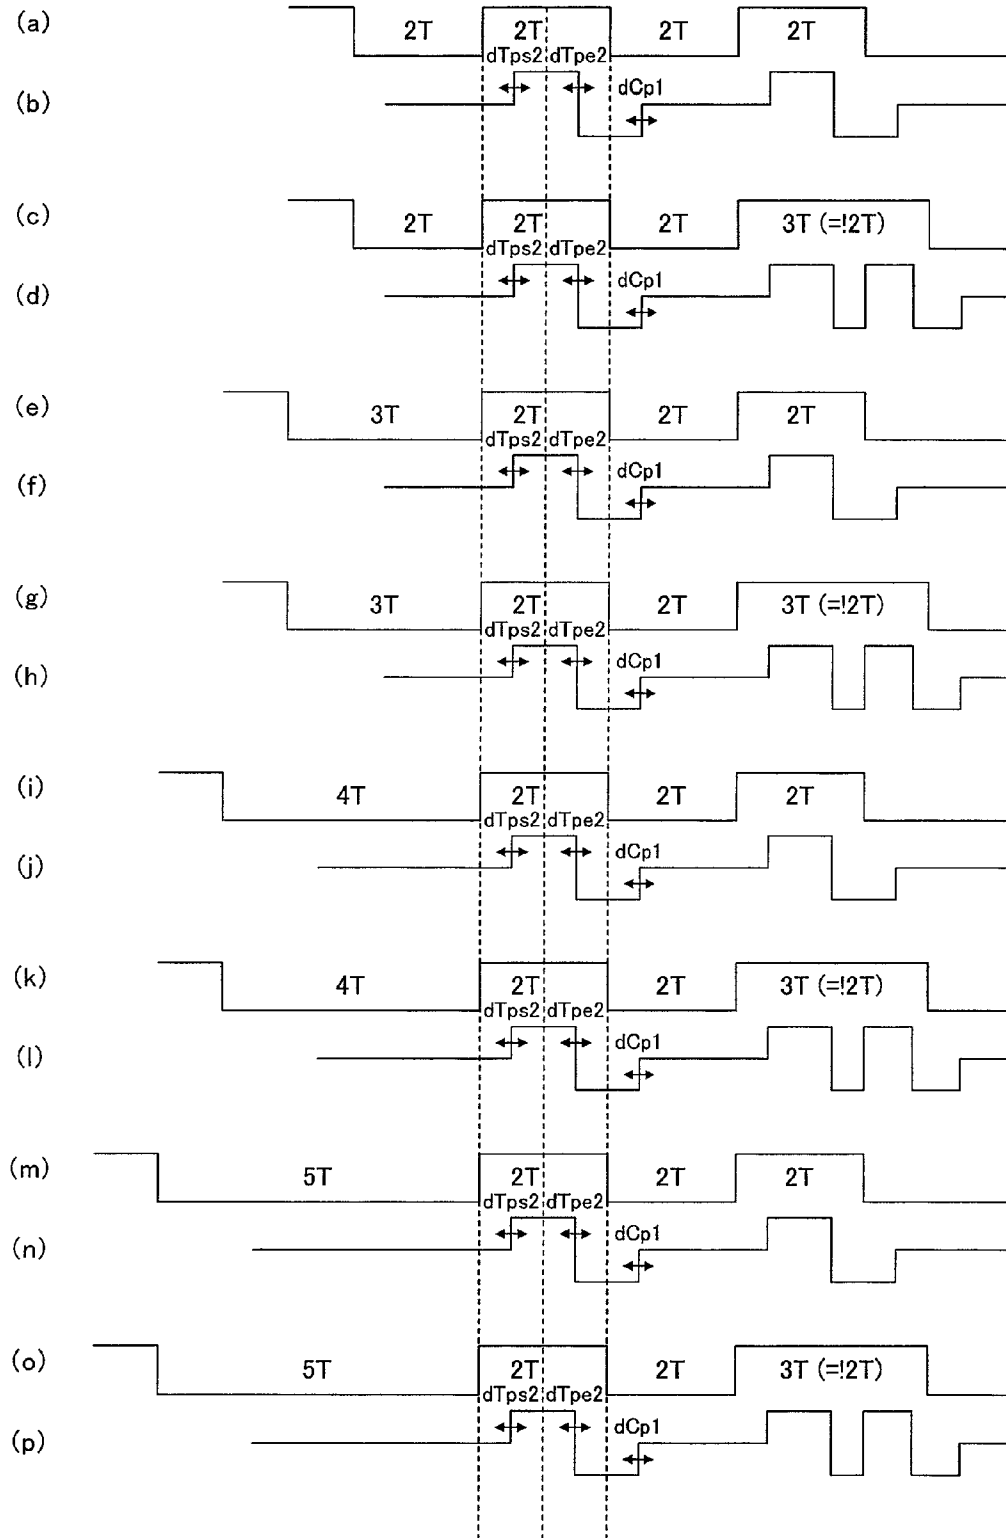 (a) 2T 2T 2T 2T
dTps2 dTpe2
(b) dCp1
(c) 2T 2T 2T 3T (=!2T)
dTps2 dTpe2
(d) dCp1
(e) 3T 2T 2T 2T
dTps2 dTpe2
(f) dCp1
(g) 3T 2T 2T 3T (=!2T)
dTps2 dTpe2
(h) dCp1
(i) 4T 2T 2T 2T
dTps2 dTpe2
(j) dCp1
(k) 4T 2T 2T 3T (=!2T)
dTps2 dTpe2
(l) dCp1
(m) 5T 2T 2T 2T
dTps2 dTpe2
(n) dCp1
(o) 5T 2T 2T 3T (=!2T)
dTps2 dTpe2
(p) dCp1